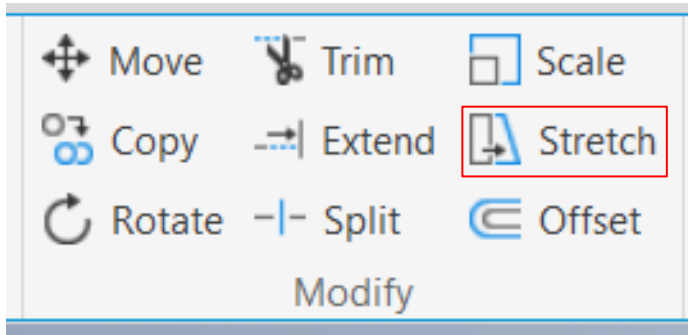 Move Trim Scale
Copy Extend Stretch
Rotate Split Offset
Modify